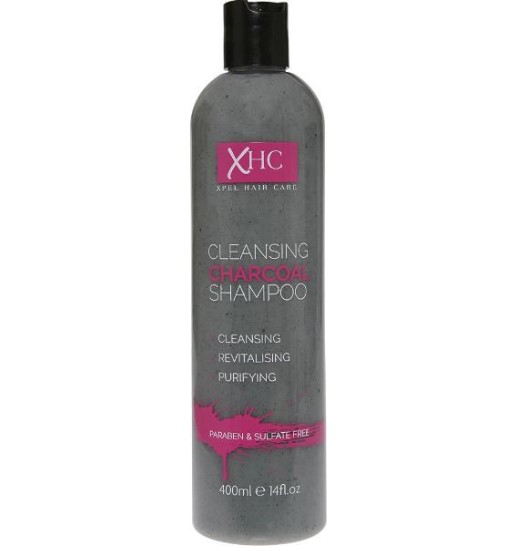 XHC
XPEL HAIR CARE
CLEANSING
CHARCOAL
SHAMPOO
CLEANSING
REVITALISING
PURIFYING
PARABEN & SULFATE FREE
400ml ℮ 14fl.oz